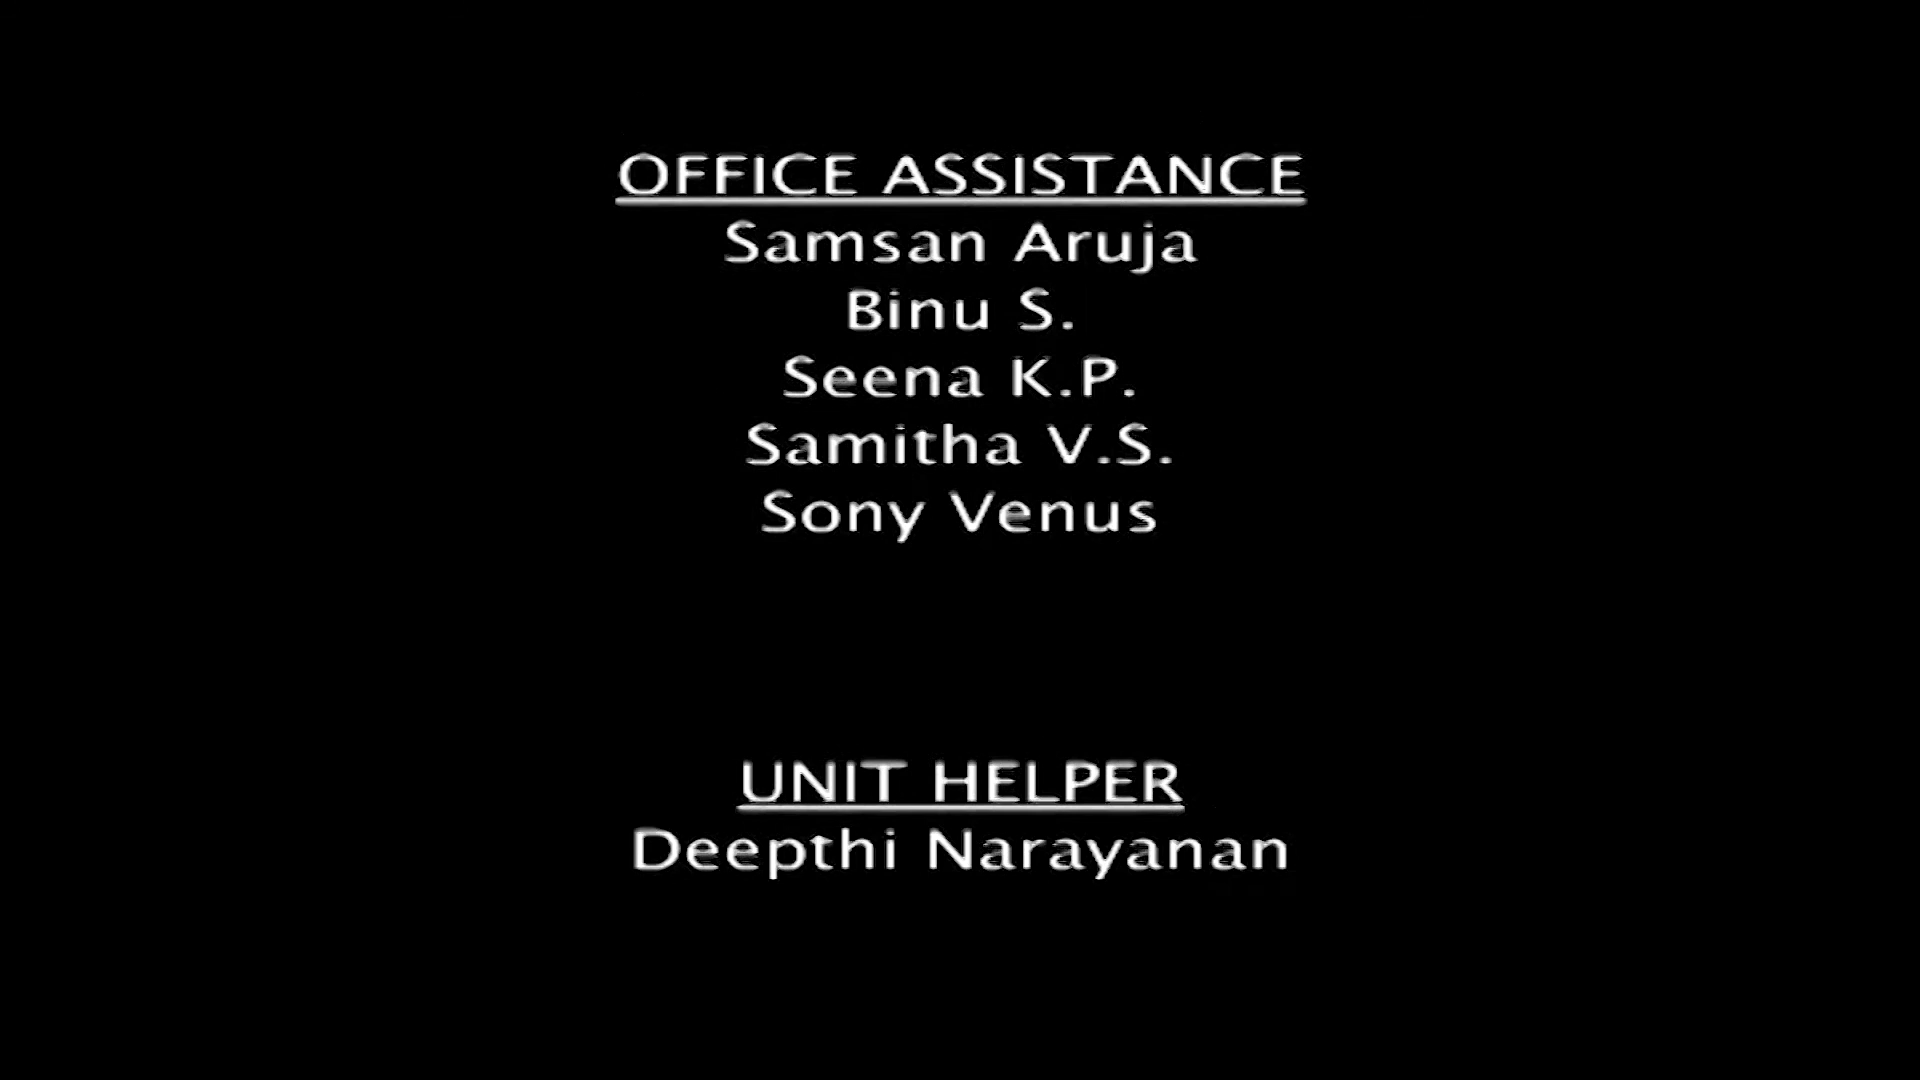 OFFICE ASSISTANCE
Samsan Aruja
Binu S.
Seena K.P.
Samitha V.S.
Sony Venus
UNIT HELPER
Deepthi Narayanan